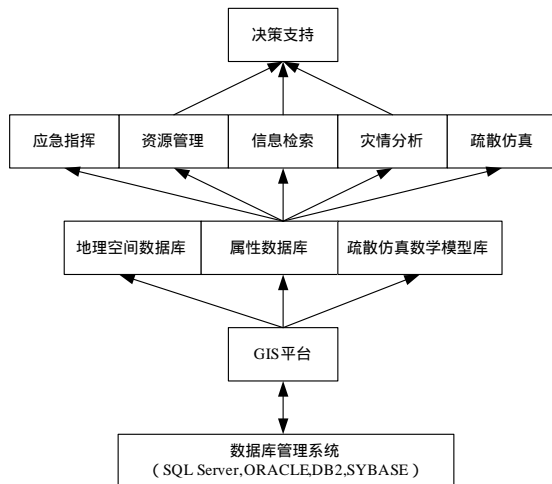 决策支持
应急指挥 资源管理 信息检索 灾情分析 疏散仿真
地理空间数据库 属性数据库 疏散仿真数学模型库
GIS平台
数据库管理系统
（SQL Server,ORACLE,DB2,SYBASE）